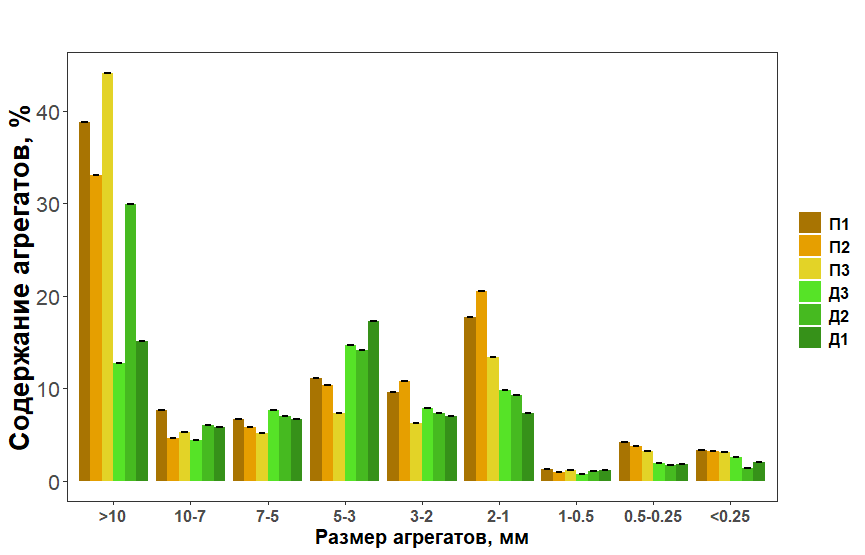 Содержание агрегатов, %
40
30
20
10
0
>10 10-7 7-5 5-3 3-2 2-1 1-0.5 0.5-0.25 <0.25
Размер агрегатов, мм
П1
П2
П3
Д3
Д2
Д1